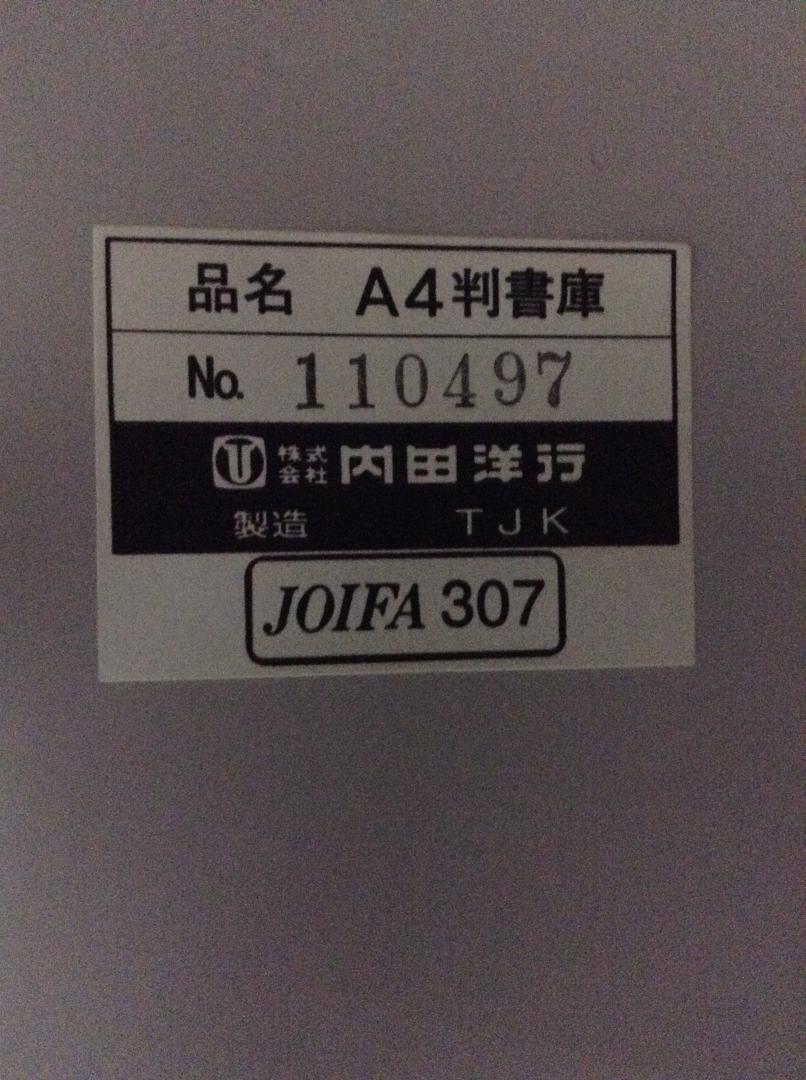 品名 A4判書庫
No. 110497
株式会社 内田洋行
製造 TJK
JOIFA 307